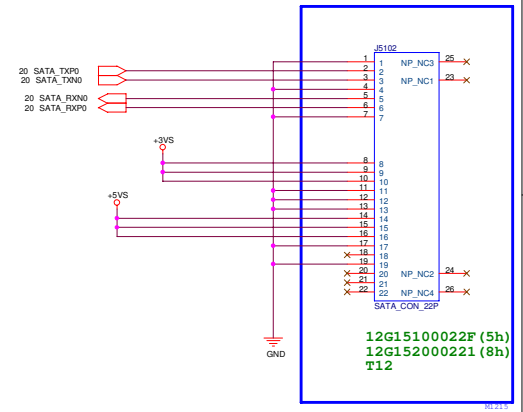 J5102
1 1 NP_NC3 25
2 2
20 SATA_TXP0
3 3 NP_NC1 23
20 SATA_TXN0
4 4
20 SATA_RXN0
5 5
20 SATA_RXP0
6 6
7 7
+3VS
8 8
9 9
10 10
+5VS
11 11
12 12
13 13
14 14
15 15
16 16
17 17
18 18
19 19
20 20 NP_NC2 24
21 21
22 22 NP_NC4 26
SATA_CON_22P
GND
12G15100022F(5h)
12G152000221(8h)
T12
M1215